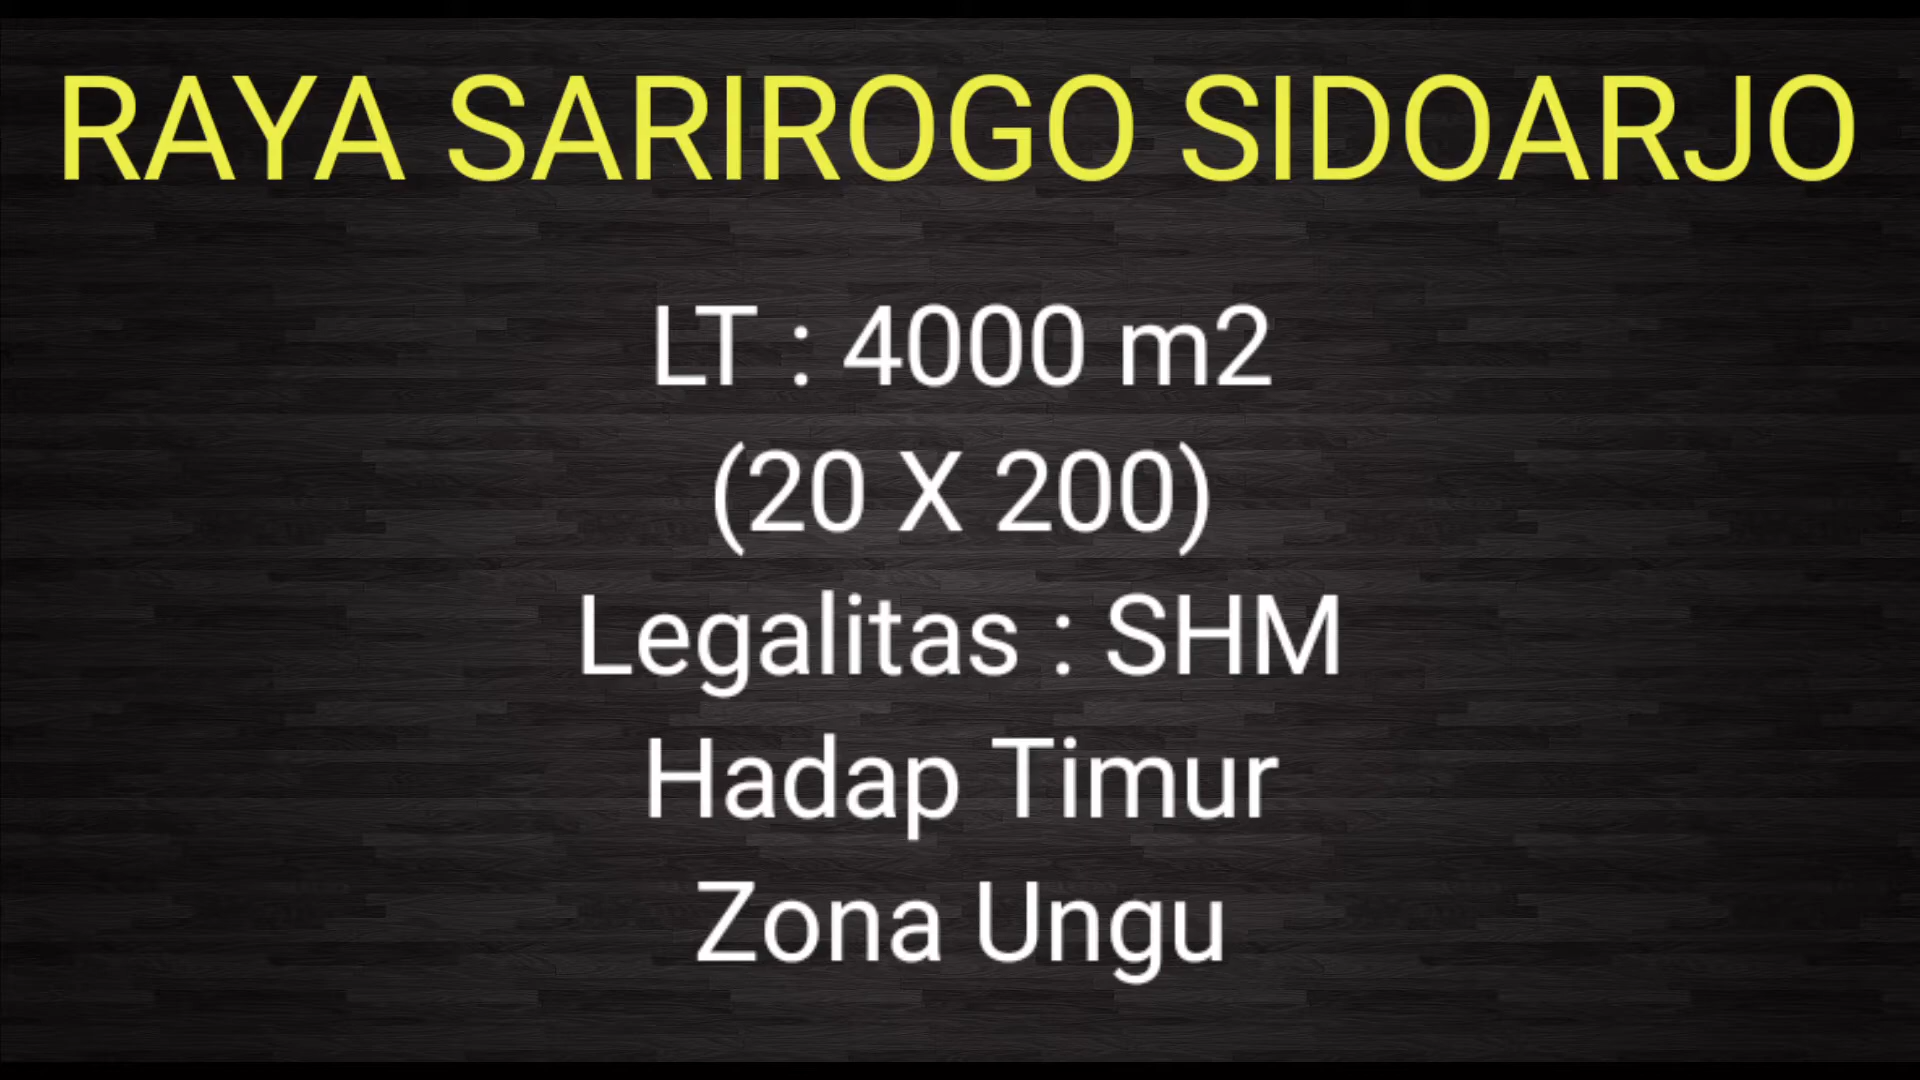 RAYA SARIROGO SIDOARJO
LT : 4000 m2
(20 X 200)
Legalitas : SHM
Hadap Timur
Zona Ungu